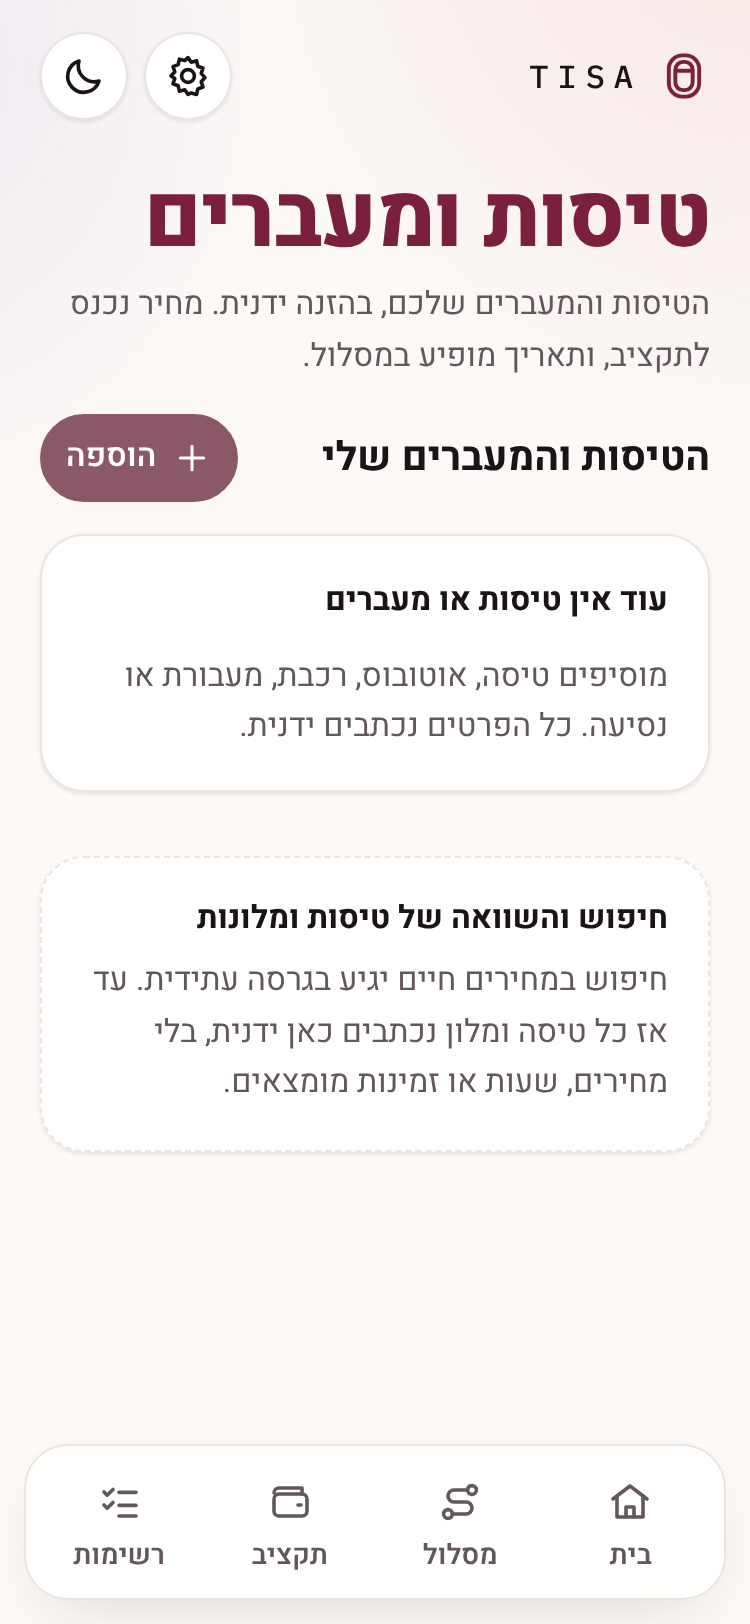 TISA
טיסות ומעברים
הטיסות והמעברים שלכם, בהזנה ידנית. מחיר נכנס
לתקציב, ותאריך מופיע במסלול.
הטיסות והמעברים שלי
הוספה
עוד אין טיסות או מעברים
מוסיפים טיסה, אוטובוס, רכבת, מעבורת או
נסיעה. כל הפרטים נכתבים ידנית.
חיפוש והשוואה של טיסות ומלונות
חיפוש במחירים חיים יגיע בגרסה עתידית. עד
אז כל טיסה ומלון נכתבים כאן ידנית, בלי
מחירים, שעות או זמינות מומצאים.
בית
מסלול
תקציב
רשימות